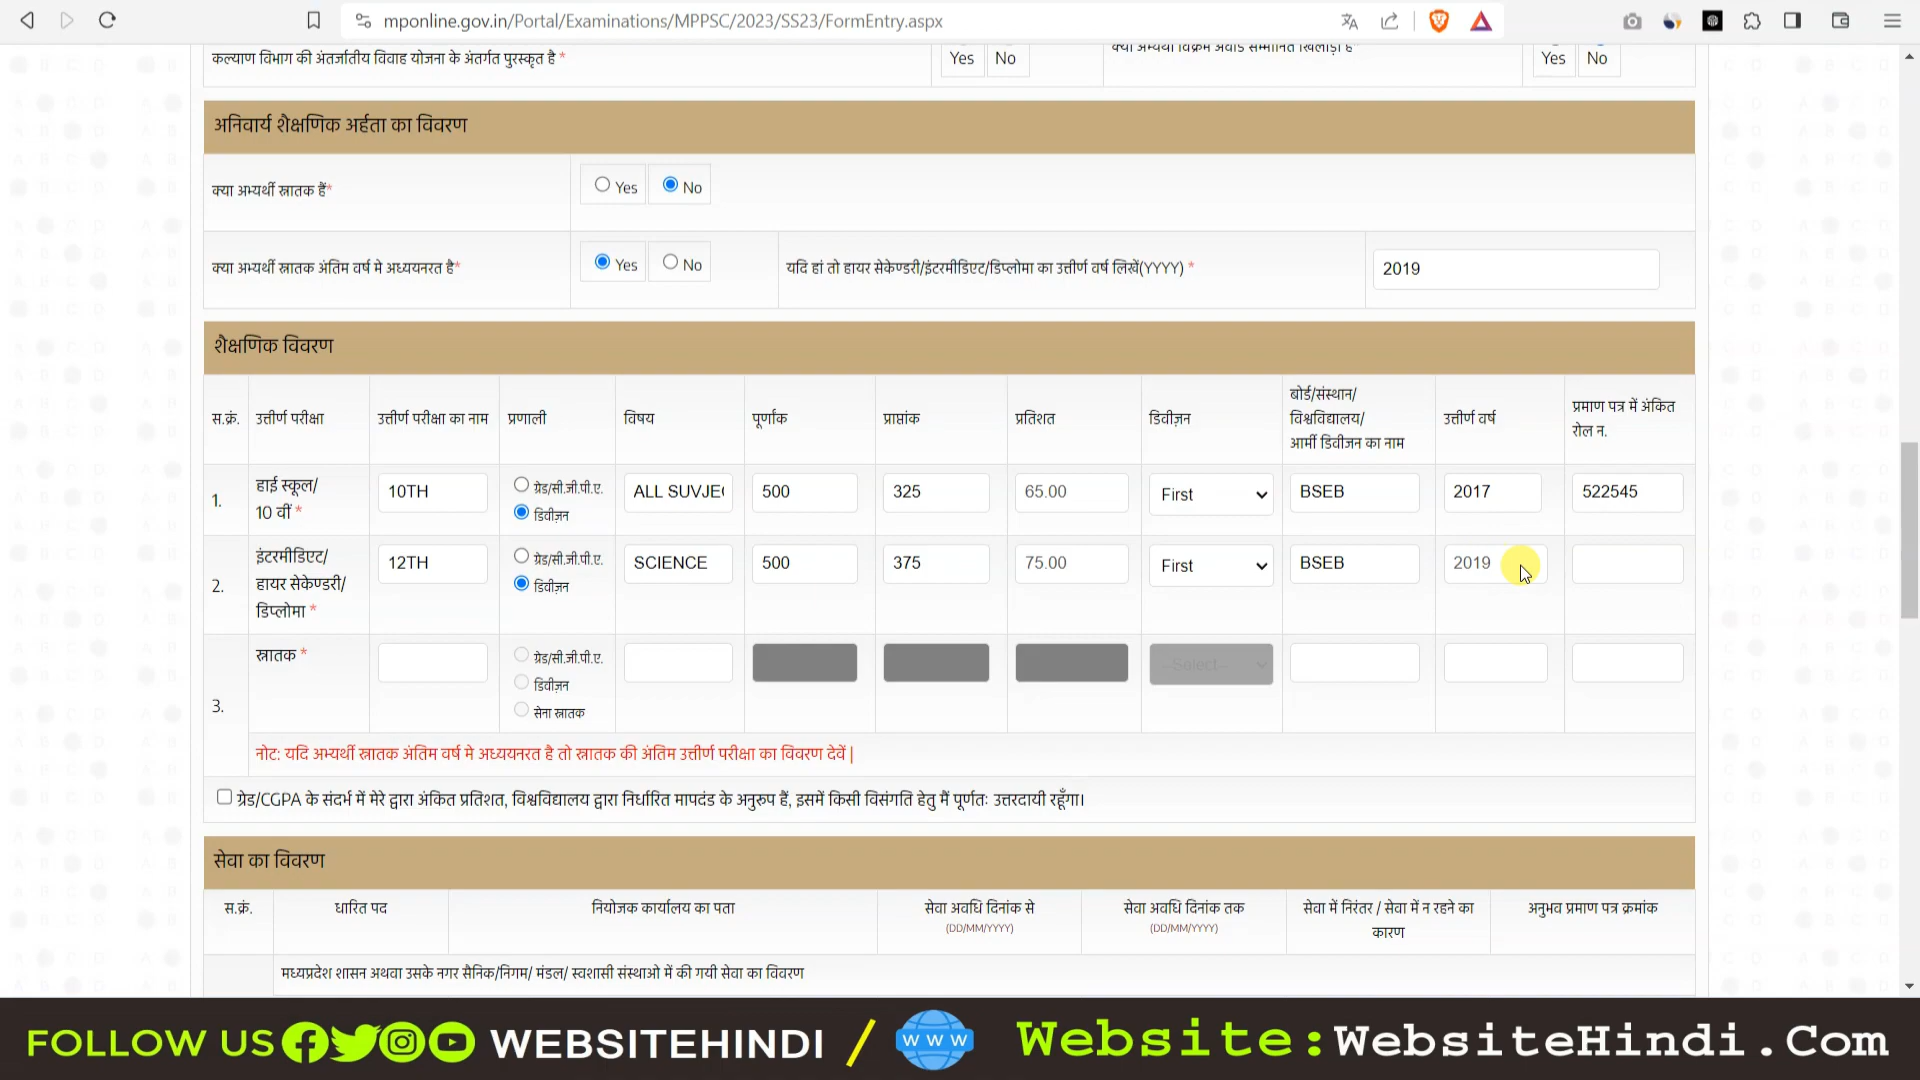 mponline.gov.in/Portal/Examinations/MPPSC/2023/SS23/FormEntry.aspx
कल्याण विभाग की अंतर्जातीय विवाह योजना के अंतर्गत पुरस्कृत है * Yes No Yes No
अनिवार्य शैक्षणिक अर्हता का विवरण
क्या अभ्यर्थी स्नातक हैं* Yes No
क्या अभ्यर्थी स्नातक अंतिम वर्ष मे अध्ययनरत है* Yes No यदि हां तो हायर सेकेण्डरी/इंटरमीडिएट/डिप्लोमा का उत्तीर्ण वर्ष लिखें(YYYY) * 2019
शैक्षणिक विवरण
स.क्रं. उत्तीर्ण परीक्षा उत्तीर्ण परीक्षा का नाम प्रणाली विषय पूर्णांक प्राप्तांक प्रतिशत डिवीज़न बोर्ड/संस्थान/ विश्वविद्यालय/ आर्मी डिवीजन का नाम उत्तीर्ण वर्ष प्रमाण पत्र में अंकित रोल न.
1. हाई स्कूल/ 10 वीं * 10TH ग्रेड/सी.जी.पी.ए. डिवीज़न ALL SUVJE 500 325 65.00 First BSEB 2017 522545
2. इंटरमीडिएट/ हायर सेकेण्डरी/ डिप्लोमा * 12TH ग्रेड/सी.जी.पी.ए. डिवीज़न SCIENCE 500 375 75.00 First BSEB 2019
3. स्नातक * ग्रेड/सी.जी.पी.ए. डिवीज़न सेना स्नातक --Select--
नोट: यदि अभ्यर्थी स्नातक अंतिम वर्ष मे अध्ययनरत है तो स्नातक की अंतिम उत्तीर्ण परीक्षा का विवरण देवें |
ग्रेड/CGPA के संदर्भ में मेरे द्वारा अंकित प्रतिशत, विश्वविद्यालय द्वारा निर्धारित मापदंड के अनुरूप हैं, इसमें किसी विसंगति हेतु मैं पूर्णतः उत्तरदायी रहूँगा।
सेवा का विवरण
स.क्रं. धारित पद नियोजक कार्यालय का पता सेवा अवधि दिनांक से (DD/MM/YYYY) सेवा अवधि दिनांक तक (DD/MM/YYYY) सेवा में निरंतर / सेवा में न रहने का कारण अनुभव प्रमाण पत्र क्रमांक
मध्यप्रदेश शासन अथवा उसके नगर सैनिक/निगम/ मंडल/ स्वशासी संस्थाओ में की गयी सेवा का विवरण
FOLLOW US WEBSITEHINDI / WWW Website:WebsiteHindi.Com